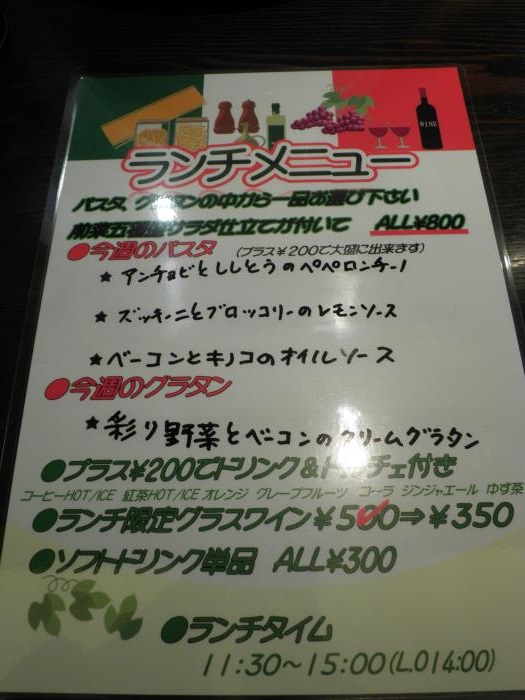 WINE
ランチメニュー
パスタ、グラタンの中から一品お選び下さい
前菜五種盛サラダ仕立てが付いて ALL¥800
●今週のパスタ (プラス¥200で大盛に出来ます)
★アンチョビとししとうのペペロンチーノ
★ズッキーニとブロッコリーのレモンソース
★ベーコンとキノコのオイルソース
●今週のグラタン
★彩り野菜とベーコンのクリームグラタン
●プラス¥200でドリンク&ドルチェ付き
コーヒーHOT/ICE 紅茶HOT/ICE オレンジ グレープフルーツ コーラ ジンジャエール ゆず茶
●ランチ限定グラスワイン¥500⇒¥350
●ソフトドリンク単品 ALL¥300
●ランチタイム
11:30～15:00(L.O14:00)